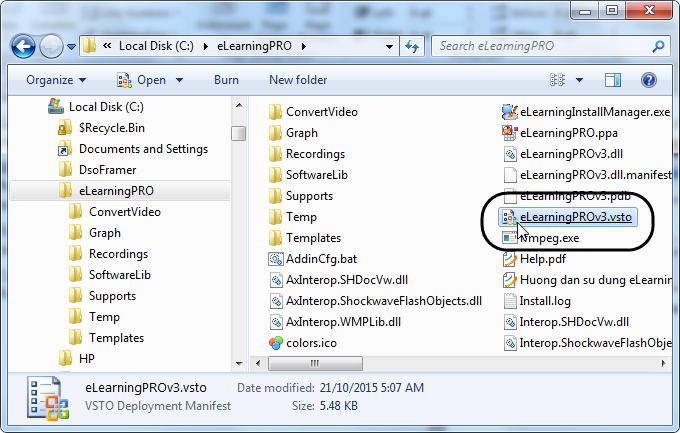 Local Disk (C:) eLearningPRO
Search eLearningPRO
Organize Open Burn New folder
Local Disk (C:)
$Recycle.Bin
Documents and Settings
DsoFramer
eLearningPRO
ConvertVideo
Graph
Recordings
SoftwareLib
Supports
Temp
Templates
HP
ConvertVideo
Graph
Recordings
SoftwareLib
Supports
Temp
Templates
AddinCfg.bat
AxInterop.SHDocVw.dll
AxInterop.ShockwaveFlashObjects.dll
AxInterop.WMPLib.dll
colors.ico
eLearningInstallManager.exe
eLearningPRO.ppa
eLearningPROv3.dll
eLearningPROv3.dll.manifest
eLearningPROv3.pdb
eLearningPROv3.vsto
ffmpeg.exe
Help.pdf
Huong dan su dung eLearning
Install.log
Interop.SHDocVw.dll
Interop.ShockwaveFlashObje
eLearningPROv3.vsto Date modified: 21/10/2015 5:07 AM
VSTO Deployment Manifest Size: 5.48 KB